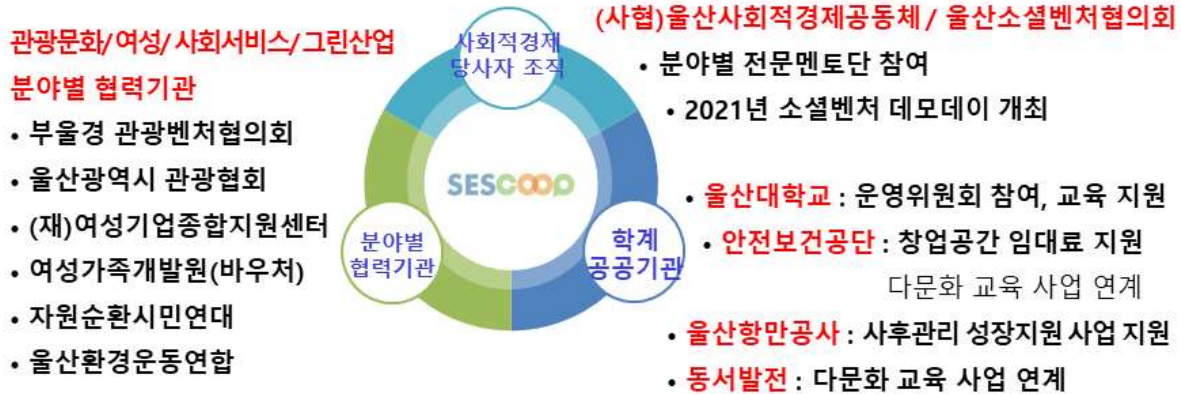 관광문화/여성/사회서비스/그린산업
분야별 협력기관
• 부울경 관광벤처협의회
• 울산광역시 관광협회
• (재)여성기업종합지원센터
• 여성가족개발원(바우처)
• 자원순환시민연대
• 울산환경운동연합
사회적경제
당사자 조직
SESCOOP
분야별
협력기관
학계
공공기관
(사협)울산사회적경제공동체 / 울산소셜벤처협의회
• 분야별 전문멘토단 참여
• 2021년 소셜벤처 데모데이 개최
• 울산대학교 : 운영위원회 참여, 교육 지원
• 안전보건공단 : 창업공간 임대료 지원
다문화 교육 사업 연계
• 울산항만공사 : 사후관리 성장지원 사업 지원
• 동서발전 : 다문화 교육 사업 연계